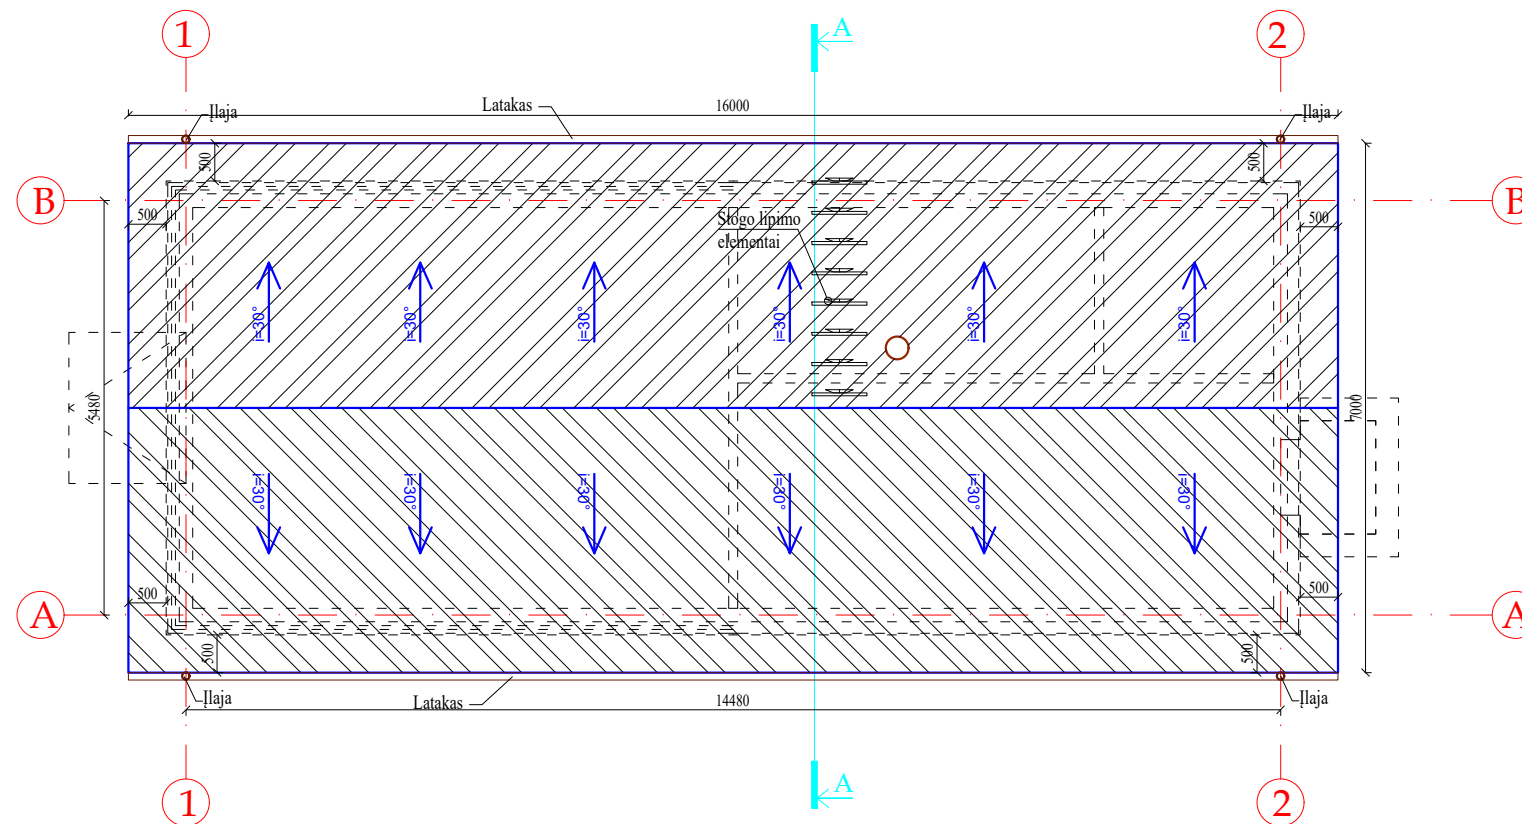 1
2
A
Įlaja
Latakas
16000
Įlaja
500
500
B
B
500
500
Stogo lipimo
elementai
i=30°
i=30°
i=30°
i=30°
i=30°
i=30°
5480
7000
i=30°
i=30°
i=30°
i=30°
i=30°
i=30°
500
500
A
A
500
500
Įlaja
Latakas
14480
Įlaja
A
1
2